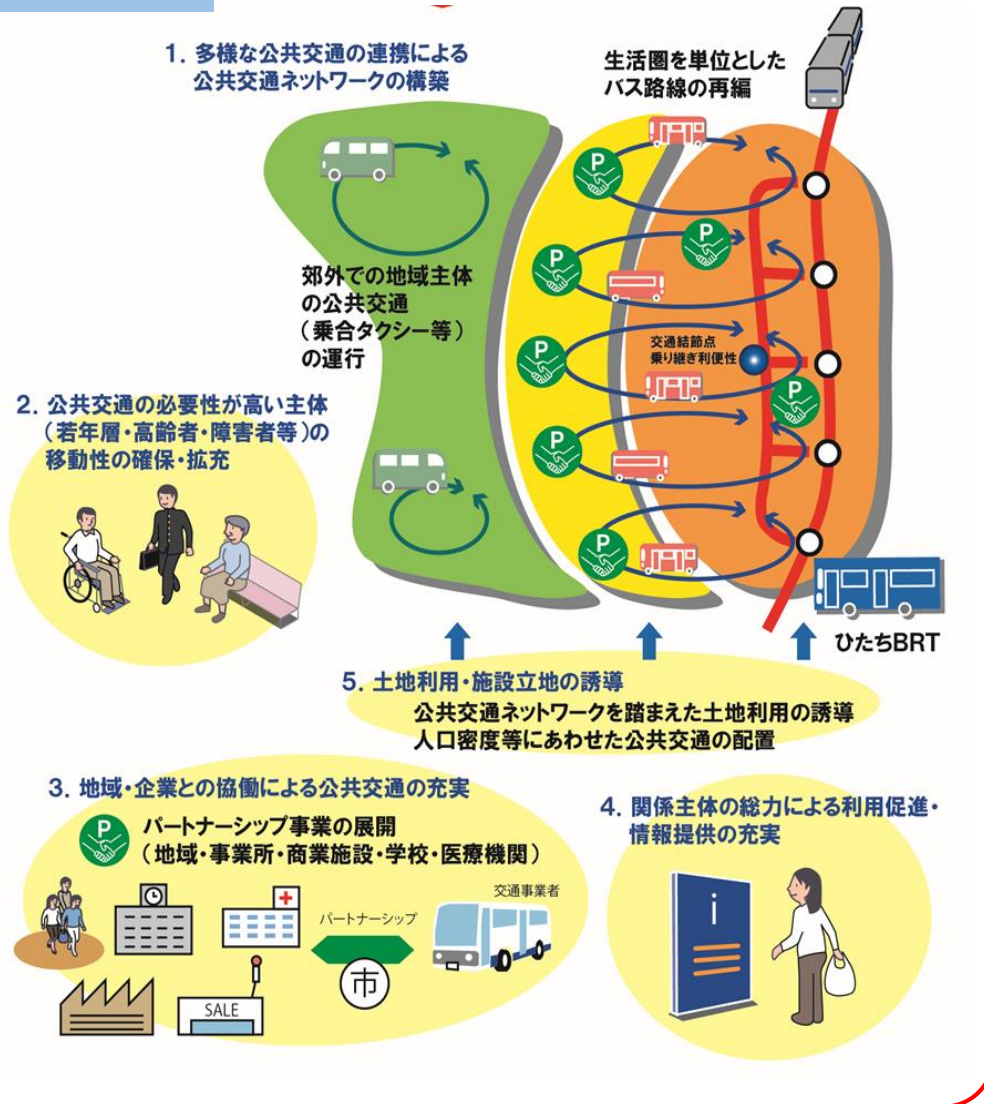 1. 多様な公共交通の連携による
公共交通ネットワークの構築
生活圏を単位とした
バス路線の再編
P
P
P
P
P
P
P
郊外での地域主体
の公共交通
（乗合タクシー等）
の運行
交通結節点
乗り継ぎ利便性
2. 公共交通の必要性が高い主体
（若年層・高齢者・障害者等）の
移動性の確保・拡充
ひたちBRT
5. 土地利用・施設立地の誘導
公共交通ネットワークを踏まえた土地利用の誘導
人口密度等にあわせた公共交通の配置
3. 地域・企業との協働による公共交通の充実
P
パートナーシップ事業の展開
（地域・事業所・商業施設・学校・医療機関）
パートナーシップ
市
交通事業者
SALE
4. 関係主体の総力による利用促進・
情報提供の充実
i